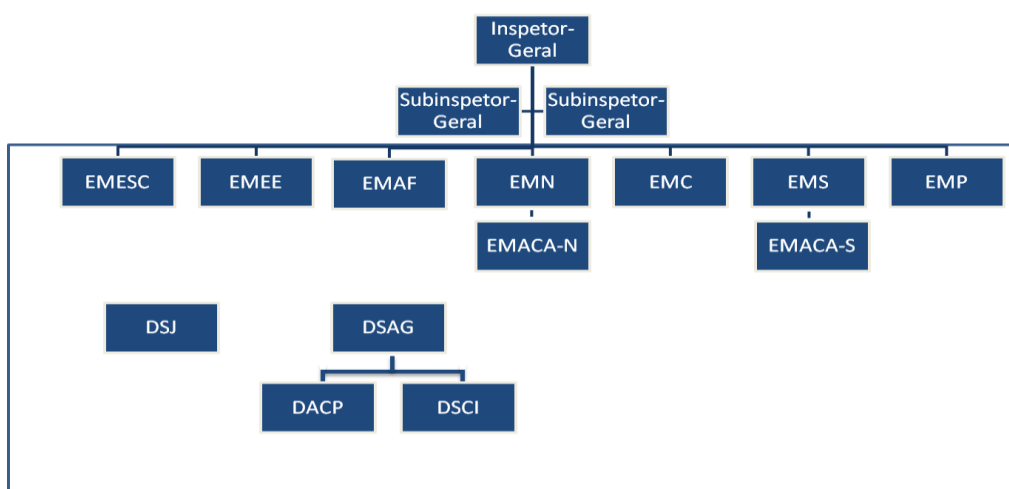 Inspetor-
Geral
Subinspetor-
Geral
Subinspetor-
Geral
EMESC
EMEE
EMAF
EMN
EMC
EMS
EMP
EMACA-N
EMACA-S
DSJ
DSAG
DACP
DSCI